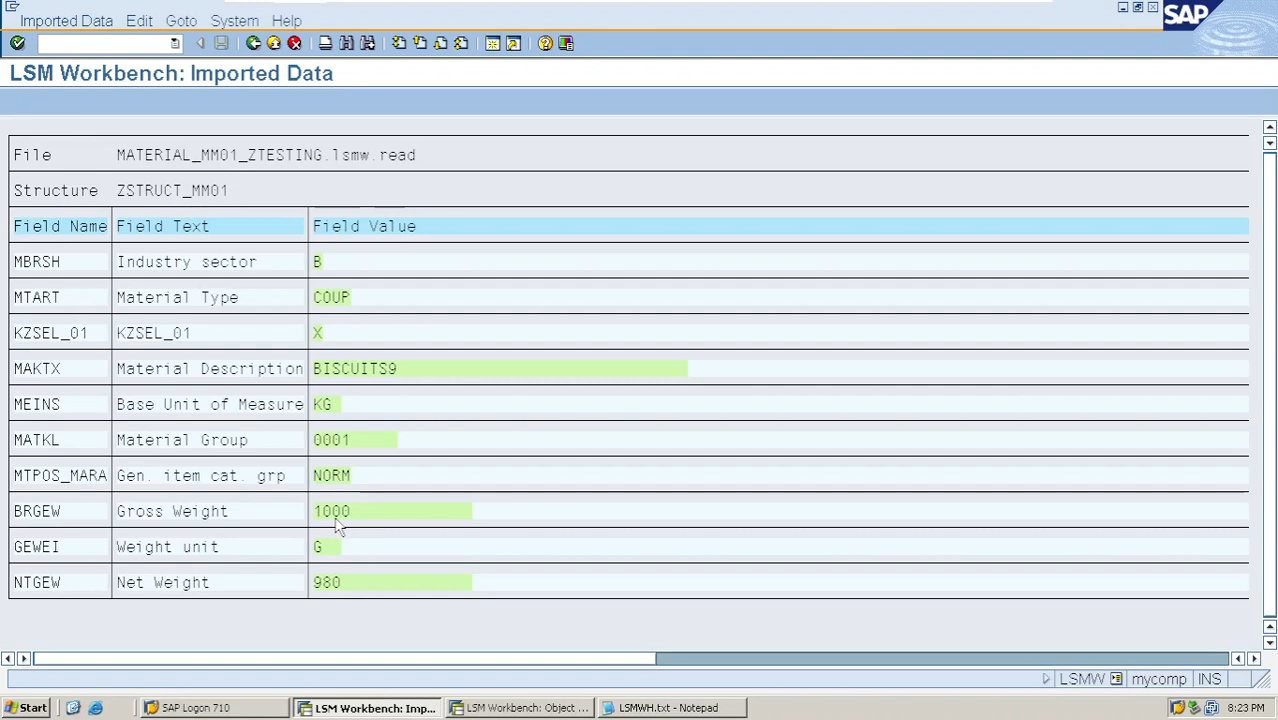 Imported Data Edit Goto System Help
SAP
LSM Workbench: Imported Data
File MATERIAL_MM01_ZTESTING.lsmw.read
Structure ZSTRUCT_MM01
Field Name Field Text Field Value
MBRSH Industry sector B
MTART Material Type COUP
KZSEL_01 KZSEL_01 X
MAKTX Material Description BISCUITS9
MEINS Base Unit of Measure KG
MATKL Material Group 0001
MTPOS_MARA Gen. item cat. grp NORM
BRGEW Gross Weight 1000
GEWEI Weight unit G
NTGEW Net Weight 980
LSMW mycomp INS
Start SAP Logon 710 LSM Workbench: Imp... LSM Workbench: Object ... LSMWH.txt - Notepad 8:23 PM